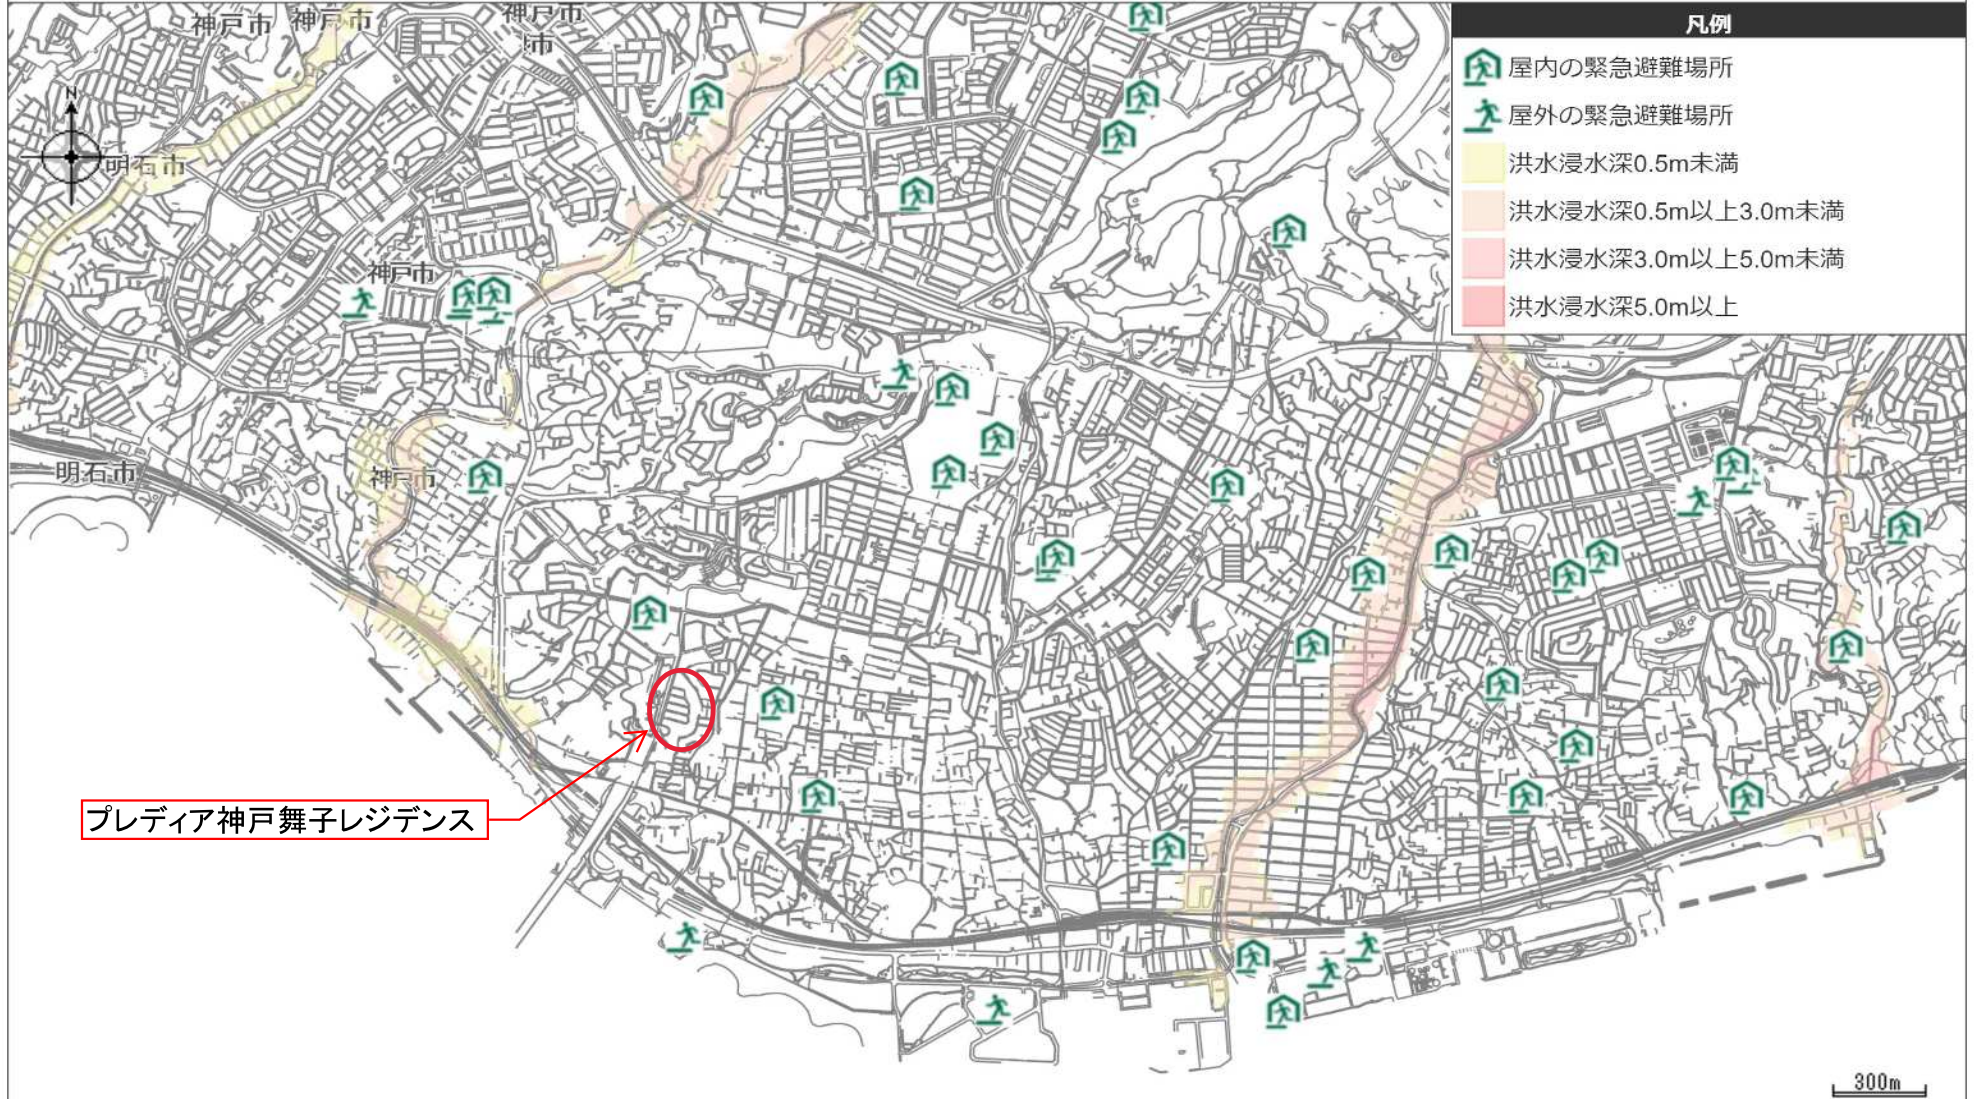 神戸市
神戸市
神戸市
市
N
明石市
神戸市
明石市
神戸市
プレディア神戸舞子レジデンス
凡例
屋内の緊急避難場所
屋外の緊急避難場所
洪水浸水深0.5m未満
洪水浸水深0.5m以上3.0m未満
洪水浸水深3.0m以上5.0m未満
洪水浸水深5.0m以上
300m